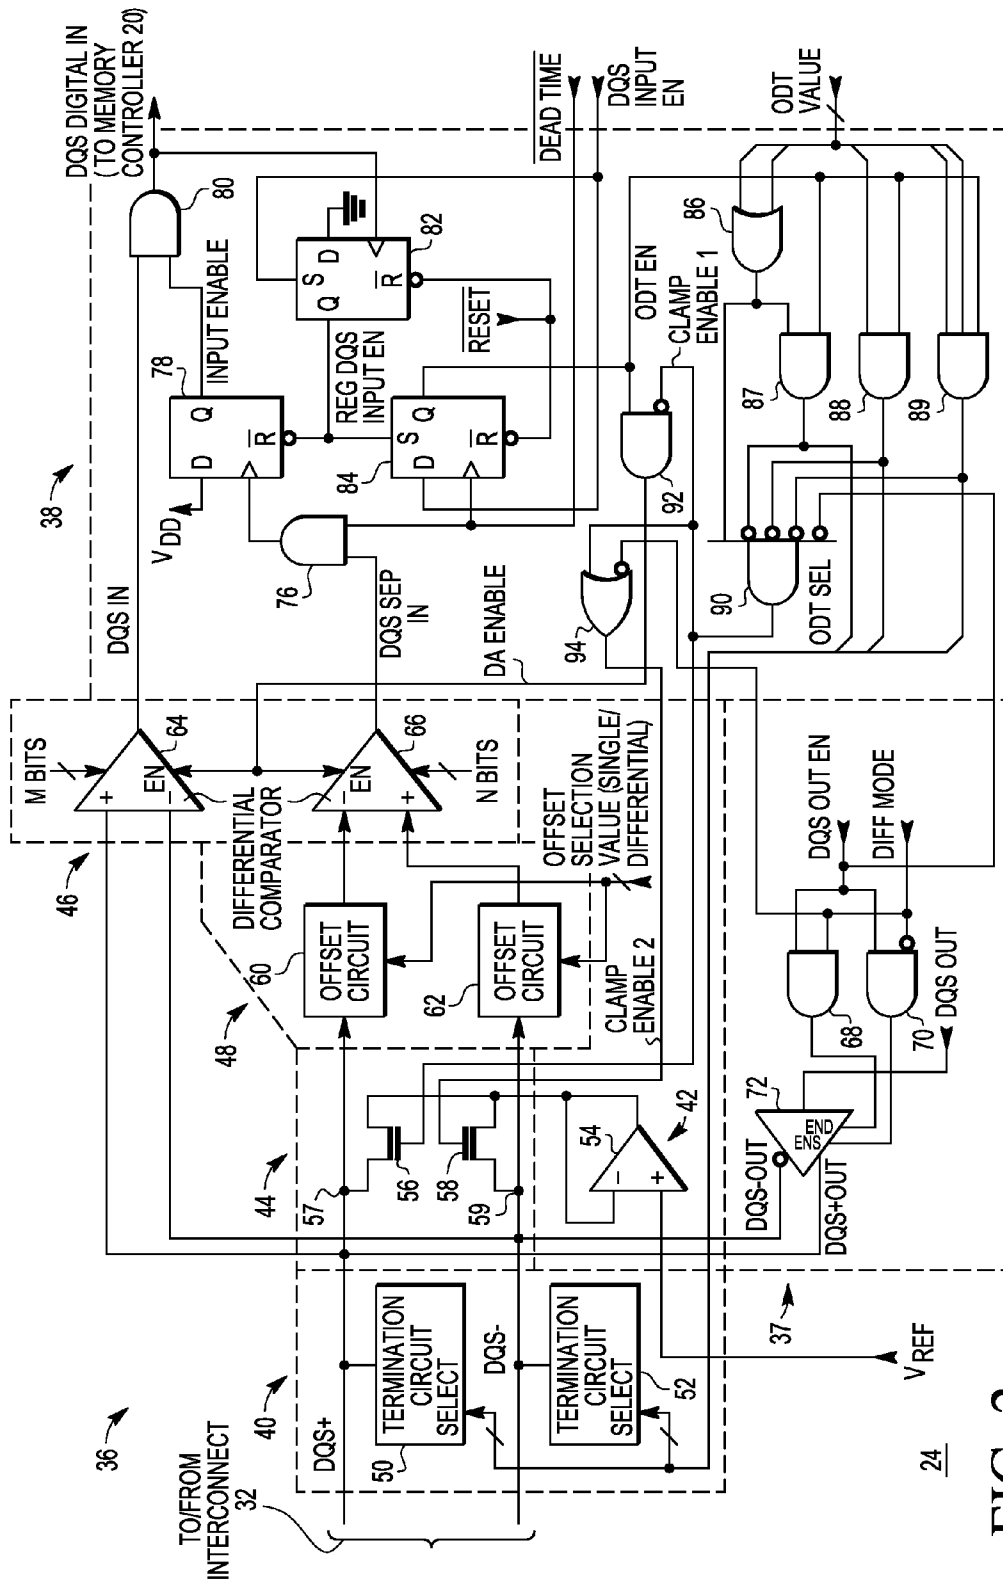 36
TO/FROM
INTERCONNECT
32
40
DQS+
TERMINATION
CIRCUIT
SELECT
50
DQS-
TERMINATION
CIRCUIT
SELECT
52
V REF
37
24
44
57
56
58
59
54
-
+
42
CLAMP
ENABLE 2
48
60
OFFSET
CIRCUIT
62
OFFSET
CIRCUIT
OFFSET
SELECTION
VALUE (SINGLE/
DIFFERENTIAL)
46
M BITS
+
-
EN
64
DIFFERENTIAL
COMPARATOR
-
+
EN
66
N BITS
DQS IN
DQS SEP
IN
DA ENABLE
38
VDD
76
78
D
Q
R
INPUT ENABLE
80
DQS DIGITAL IN
(TO MEMORY
CONTROLLER 20)
REG DQS
INPUT EN
S
D
Q
R
82
84
S
D
Q
R
RESET
DEAD TIME
DQS
INPUT
EN
92
94
ODT EN
CLAMP
ENABLE 1
86
87
88
89
90
ODT SEL
ODT
VALUE
DQS OUT EN
DIFF MODE
68
70
DQS OUT
72
END
ENS
DQS-OUT
DQS+OUT